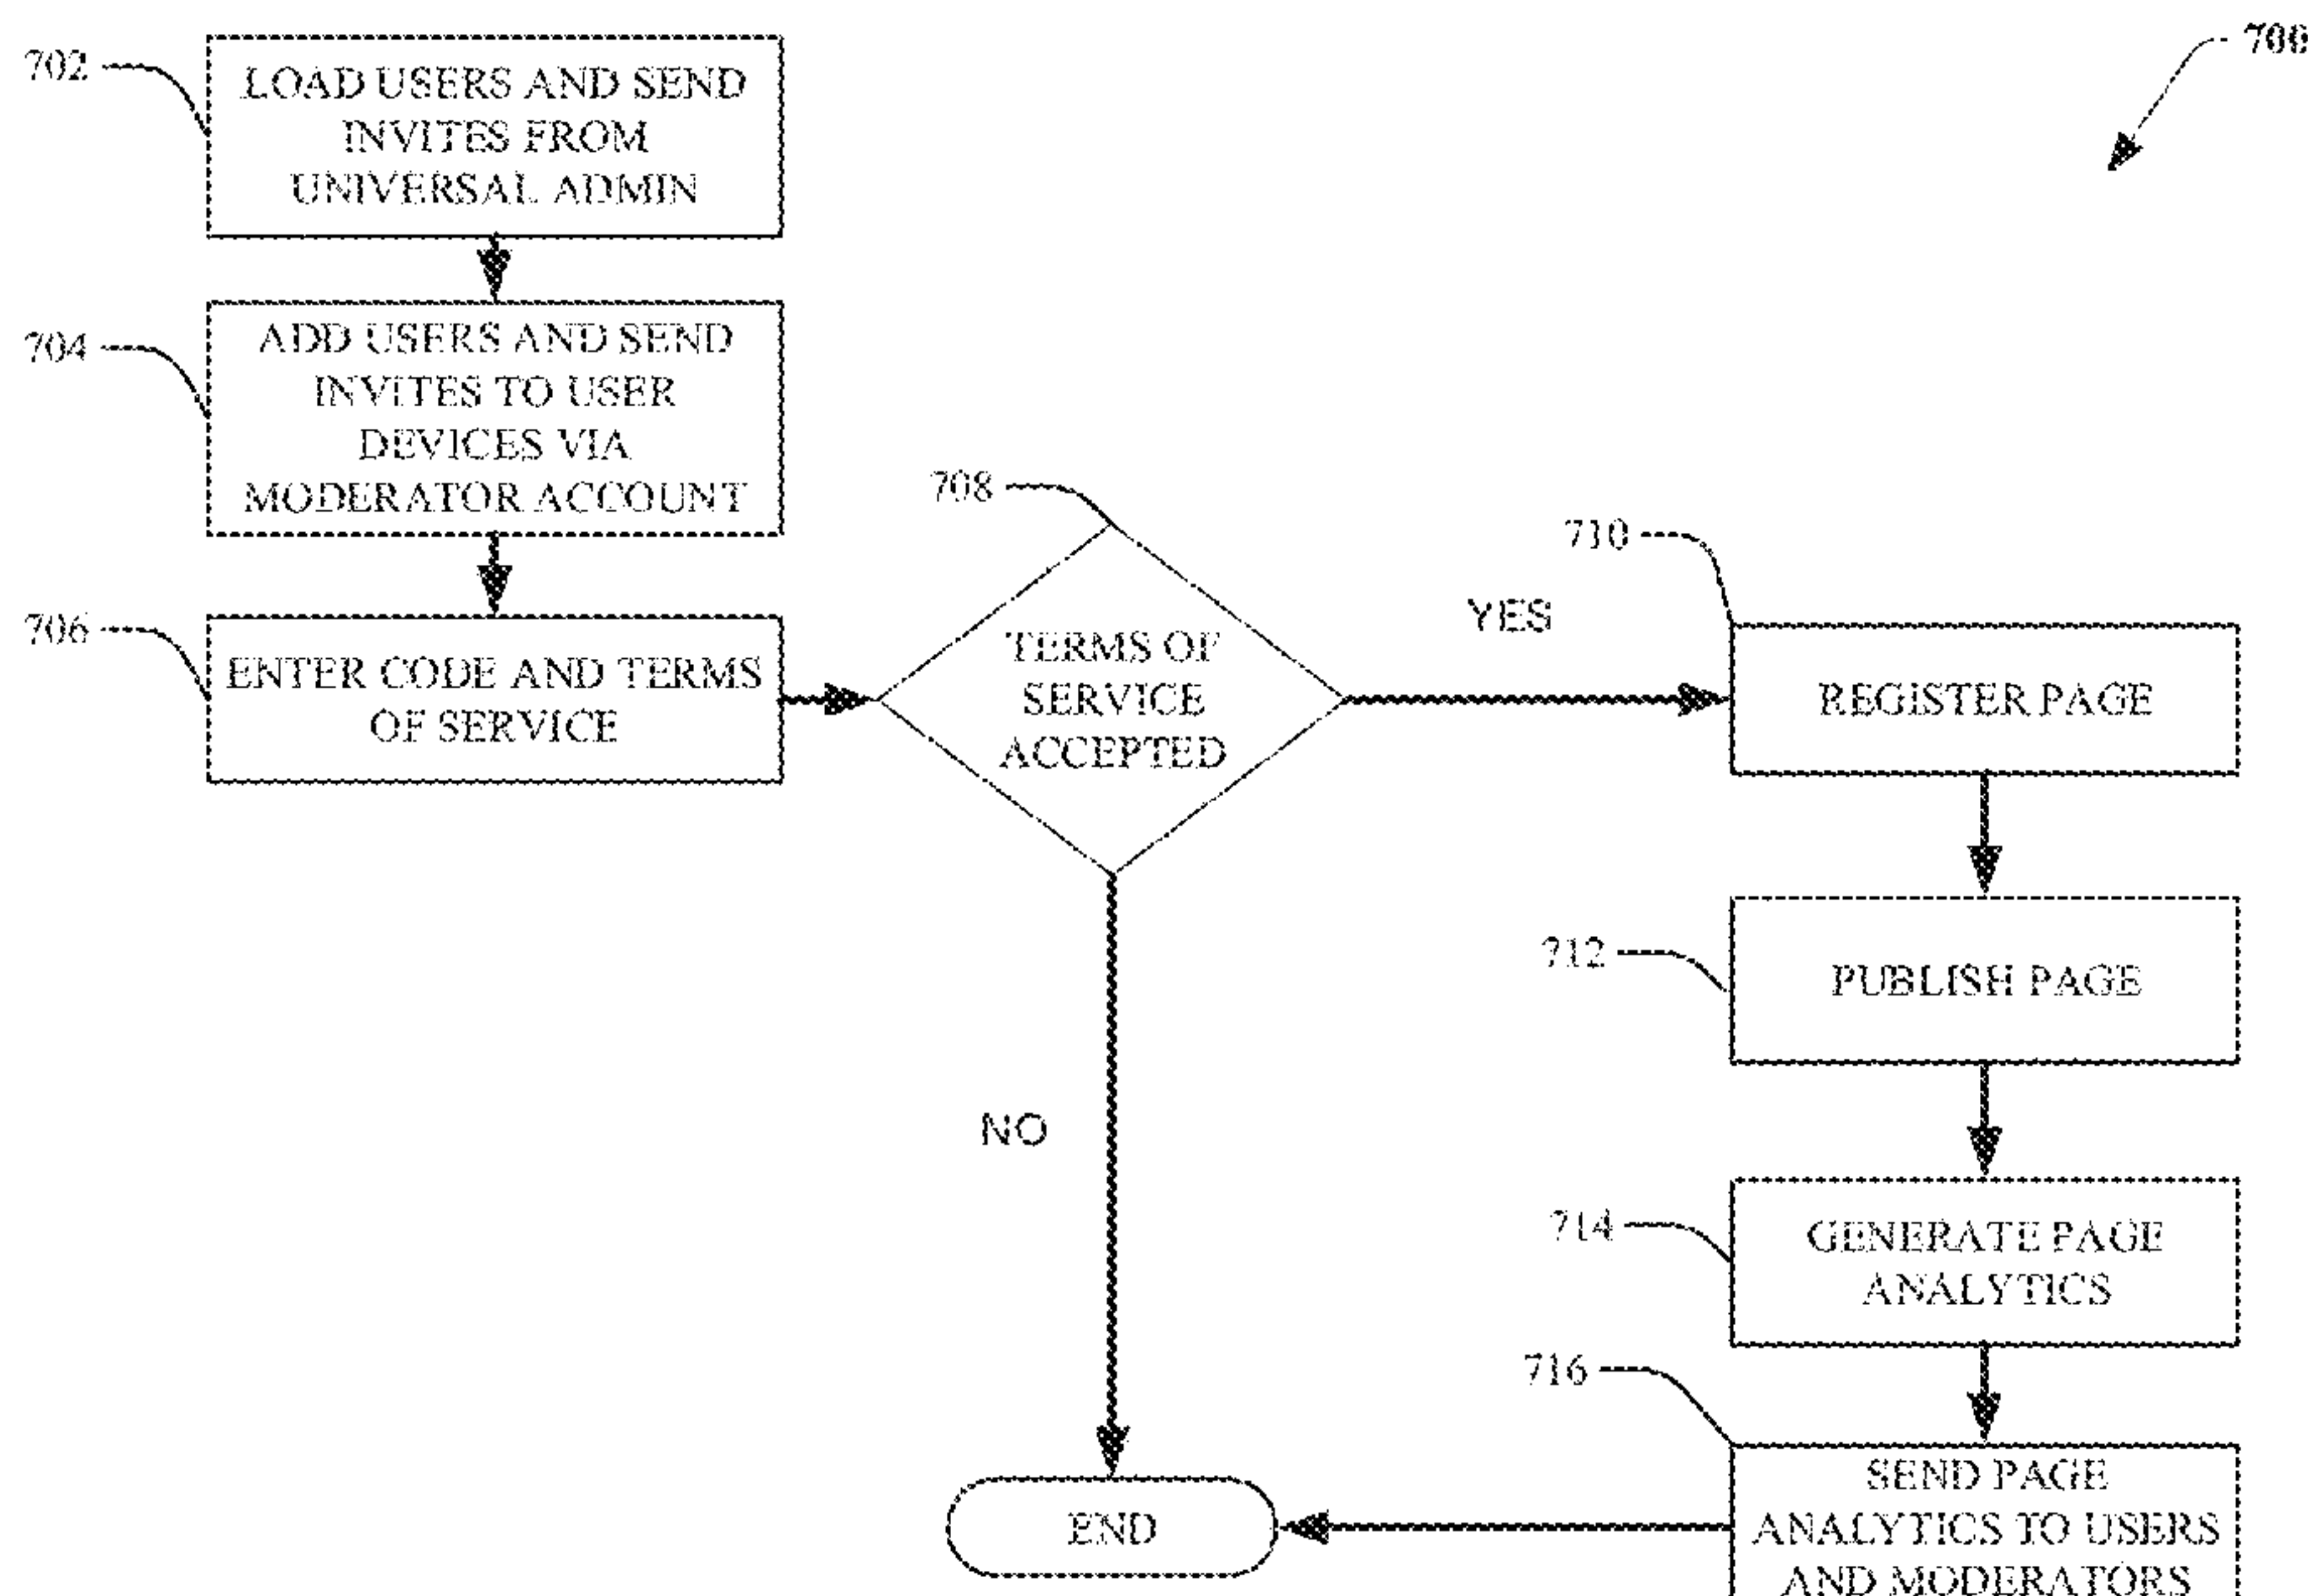 700
702
LOAD USERS AND SEND
INVITES FROM
UNIVERSAL ADMIN
704
ADD USERS AND SEND
INVITES TO USER
DEVICES VIA
MODERATOR ACCOUNT
706
ENTER CODE AND TERMS
OF SERVICE
708
TERMS OF
SERVICE
ACCEPTED
YES
710
REGISTER PAGE
712
PUBLISH PAGE
NO
714
GENERATE PAGE
ANALYTICS
716
SEND PAGE
ANALYTICS TO USERS
AND MODERATORS
END